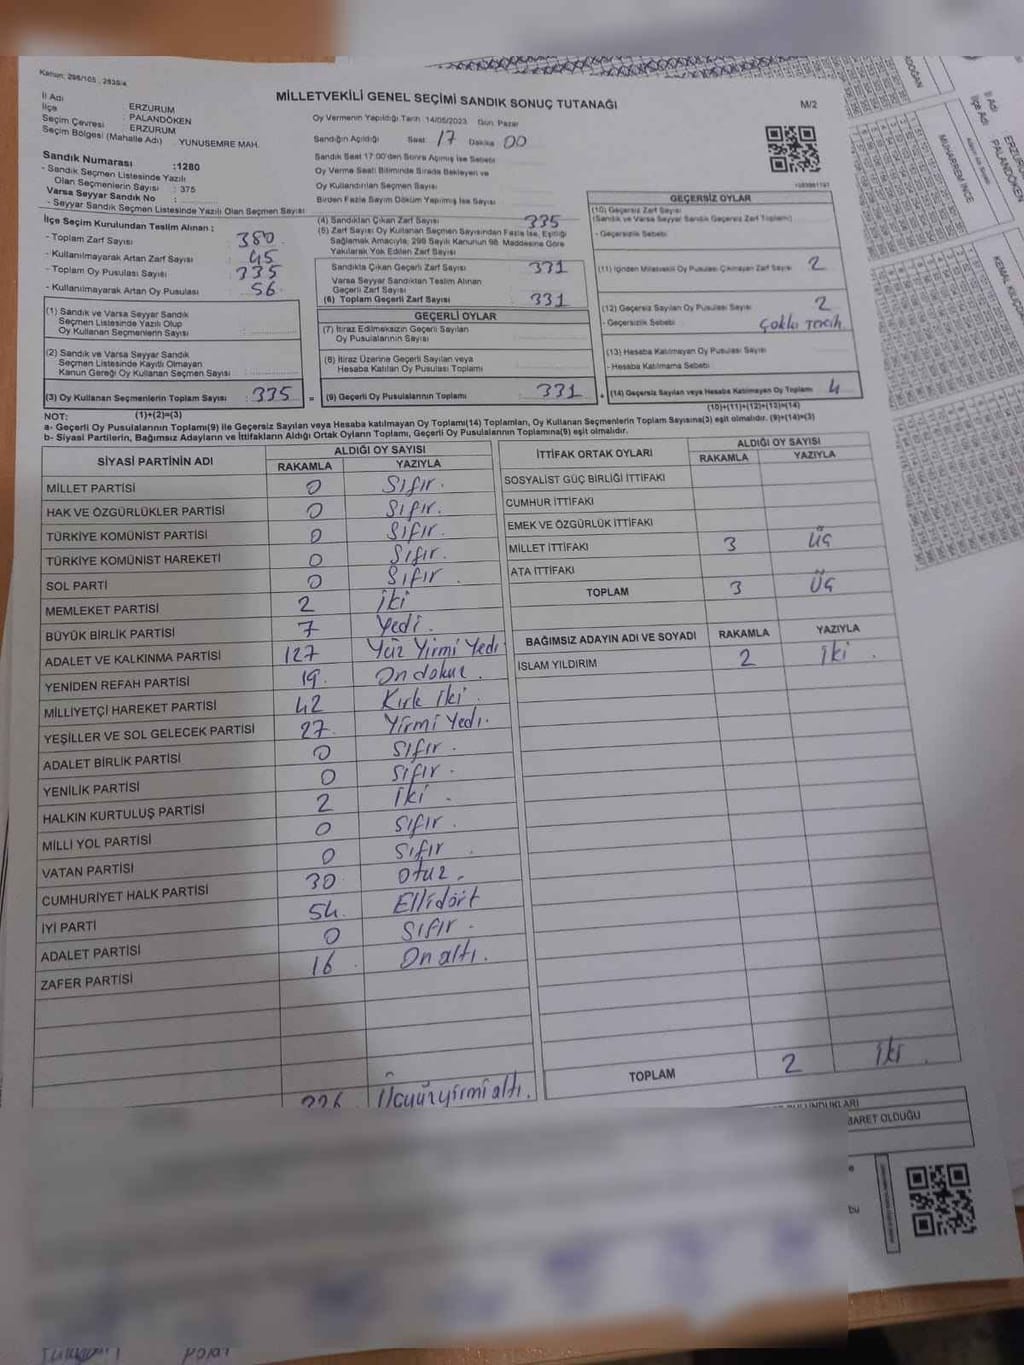 Kanun: 298/105 , 2839/4
MİLLETVEKİLİ GENEL SEÇİMİ SANDIK SONUÇ TUTANAĞI
M/2
İl Adı ERZURUM
İlçe : PALANDÖKEN
Seçim Çevresi ERZURUM
Seçim Bölgesi (Mahalle Adı) . YUNUSEMRE MAH.
Oy Vermenin Yapıldığı Tarih 14/05/2023 Gün Pazar
Sandığın Açıldığı Saat 17 Dakika 00
Sandık Saat 17:00'den Sonra Açılmış İse Sebebi
Oy Verme Saati Bitiminde Sırada Bekleyen ve
Oy Kullandırılan Seçmen Sayısı
Birden Fazla Sayım Döküm Yapılmış İse Sayısı
Sandık Numarası :1280
- Sandık Seçmen Listesinde Yazılı
Olan Seçmenlerin Sayısı : 375
Varsa Seyyar Sandık No :
- Seyyar Sandık Seçmen Listesinde Yazılı Olan Seçmen Sayısı
İlçe Seçim Kurulundan Teslim Alınan ;
- Toplam Zarf Sayısı : 380
- Kullanılmayarak Artan Zarf Sayısı : 45
- Toplam Oy Pusulası Sayısı : 335
- Kullanılmayarak Artan Oy Pusulası : 56
(1) Sandık ve Varsa Seyyar Sandık
Seçmen Listesinde Yazılı Olup
Oy Kullanan Seçmenlerin Sayısı
(2) Sandık ve Varsa Seyyar Sandık
Seçmen Listesinde Kayıtlı Olmayan
Kanun Gereği Oy Kullanan Seçmen Sayısı
(3) Oy Kullanan Seçmenlerin Toplam Sayısı : 335
(1)+(2)=(3)
(4) Sandıktan Çıkan Zarf Sayısı 335
(5) Zarf Sayısı Oy Kullanan Seçmen Sayısından Fazla İse, Eşitliği
Sağlamak Amacıyla, 298 Sayılı Kanunun 98. Maddesine Göre
Yakılarak Yok Edilen Zarf Sayısı
Sandıkta Çıkan Geçerli Zarf Sayısı 331
Varsa Seyyar Sandıktan Teslim Alınan
Geçerli Zarf Sayısı
(6) Toplam Geçerli Zarf Sayısı 331
GEÇERLİ OYLAR
(7) İtiraz Edilmeksizin Geçerli Sayılan
Oy Pusulalarının Sayısı
(8) İtiraz Üzerine Geçerli Sayılan veya
Hesaba Katılan Oy Pusulası Toplamı
= (9) Geçerli Oy Pusulalarının Toplamı : 331
GEÇERSİZ OYLAR
(10) Geçersiz Zarf Sayısı
(Sandık ve Varsa Seyyar Sandık Geçersiz Zarf Toplamı)
- Geçersizlik Sebebi
(11) İçinden Milletvekili Oy Pusulası Çıkmayan Zarf Sayısı 2
(12) Geçersiz Sayılan Oy Pusulası Sayısı 2
- Geçersizlik Sebebi Çoklu Tercih
(13) Hesaba Katılmayan Oy Pusulası Sayısı
- Hesaba Katılmama Sebebi
+ (14) Geçersiz Sayılan veya Hesaba Katılmayan Oy Toplamı 4
(10)+(11)+(12)+(13)=(14)
NOT:
a- Geçerli Oy Pusulalarının Toplamı(9) ile Geçersiz Sayılan veya Hesaba katılmayan Oy Toplamı(14) Toplamları, Oy Kullanan Seçmenlerin Toplam Sayısına(3) eşit olmalıdır. (9)+(14)=(3)
b- Siyasi Partilerin, Bağımsız Adayların ve İttifakların Aldığı Ortak Oyların Toplamı, Geçerli Oy Pusulalarının Toplamına(9) eşit olmalıdır.
SİYASİ PARTİNİN ADI ALDIĞI OY SAYISI
RAKAMLA YAZIYLA
MİLLET PARTİSİ 0 Sıfır.
HAK VE ÖZGÜRLÜKLER PARTİSİ 0 Sıfır.
TÜRKİYE KOMÜNİST PARTİSİ 0 Sıfır.
TÜRKİYE KOMÜNİST HAREKETİ 0 Sıfır.
SOL PARTİ 0 Sıfır
MEMLEKET PARTİSİ 2 İki
BÜYÜK BİRLİK PARTİSİ 7 Yedi.
ADALET VE KALKINMA PARTİSİ 127 Yüz Yirmi Yedi
YENİDEN REFAH PARTİSİ 19. On dokuz.
MİLLİYETÇİ HAREKET PARTİSİ 42 Kırk İki.
YEŞİLLER VE SOL GELECEK PARTİSİ 27. Yirmi Yedi.
ADALET BİRLİK PARTİSİ 0 Sıfır.
YENİLİK PARTİSİ 0 Sıfır.
HALKIN KURTULUŞ PARTİSİ 2 İki.
MİLLİ YOL PARTİSİ 0 Sıfır.
VATAN PARTİSİ 0 Sıfır.
CUMHURİYET HALK PARTİSİ 30 Otuz.
İYİ PARTİ 54. Ellidört
ADALET PARTİSİ 0 Sıfır.
ZAFER PARTİSİ 16. On altı.
326 Üçyüzyirmialtı.
İTTİFAK ORTAK OYLARI ALDIĞI OY SAYISI
RAKAMLA YAZIYLA
SOSYALİST GÜÇ BİRLİĞİ İTTİFAKI
CUMHUR İTTİFAKI
EMEK VE ÖZGÜRLÜK İTTİFAKI
MİLLET İTTİFAKI 3 Üç
ATA İTTİFAKI
TOPLAM 3 Üç
BAĞIMSIZ ADAYIN ADI VE SOYADI RAKAMLA YAZIYLA
İSLAM YILDIRIM 2 İki.
TOPLAM 2 İki.
BARET OLDUĞU
MUHARREM İNCE
İl Adı
İlçe Adı
PALANDÖKEN